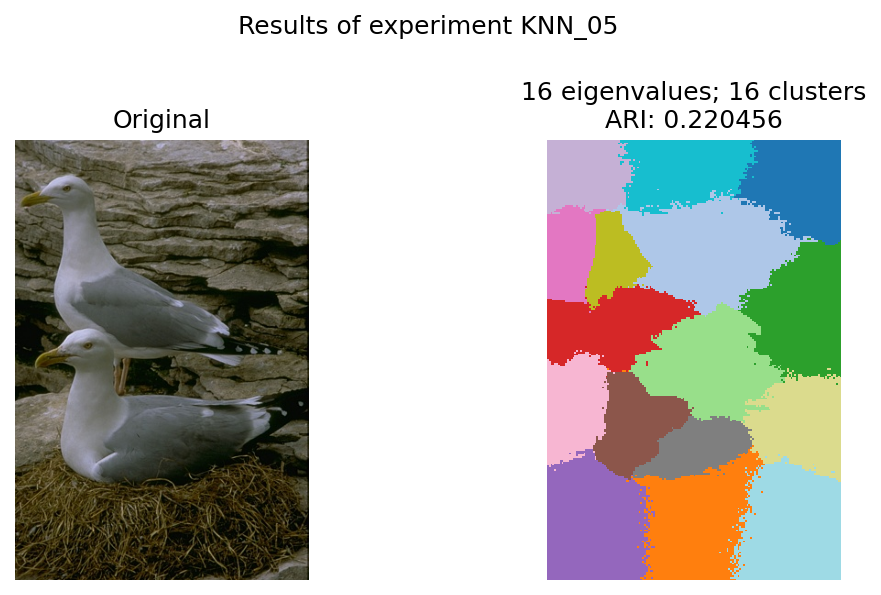 Results of experiment KNN_05
Original
16 eigenvalues; 16 clusters
ARI: 0.220456